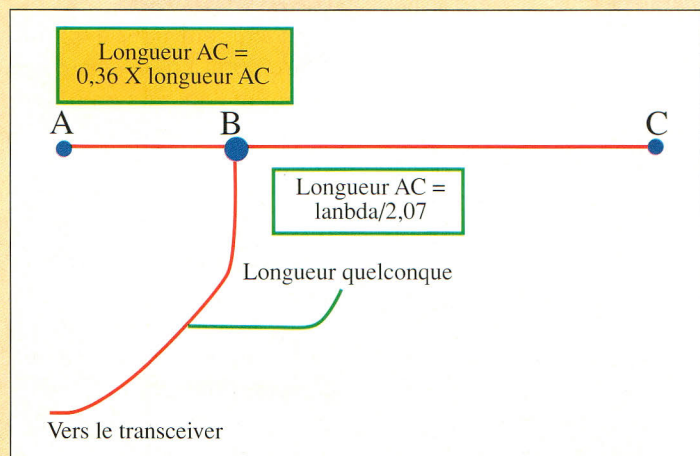 Longueur AC =
0,36 X longueur AC
A
B
C
Longueur AC =
lanbda/2,07
Longueur quelconque
Vers le transceiver